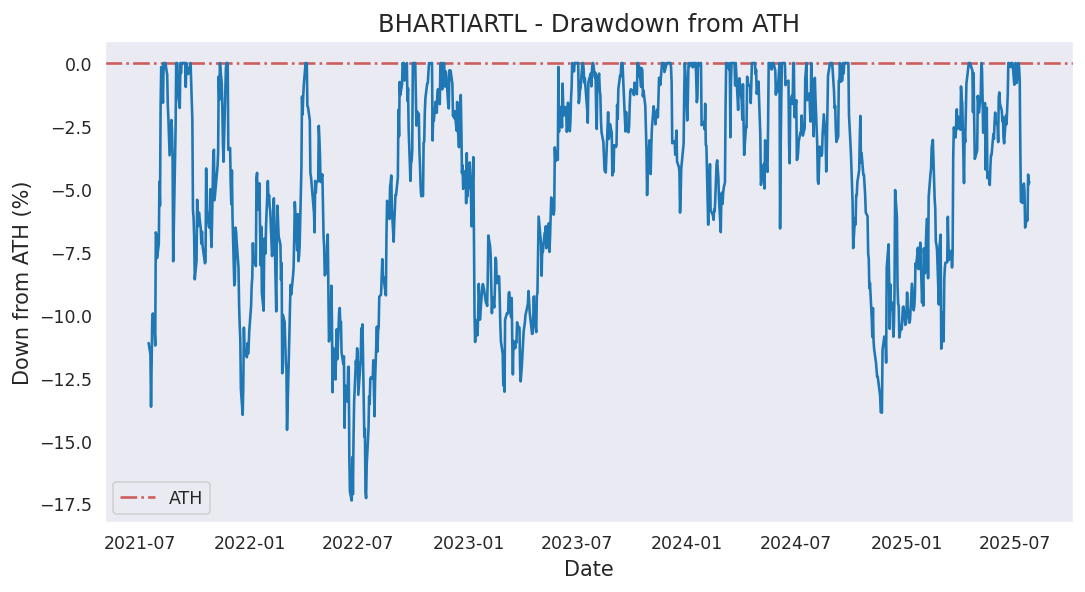 BHARTIARTL - Drawdown from ATH
Down from ATH (%)
0.0
−2.5
−5.0
−7.5
−10.0
−12.5
−15.0
−17.5
ATH
2021-07 2022-01 2022-07 2023-01 2023-07 2024-01 2024-07 2025-01 2025-07
Date